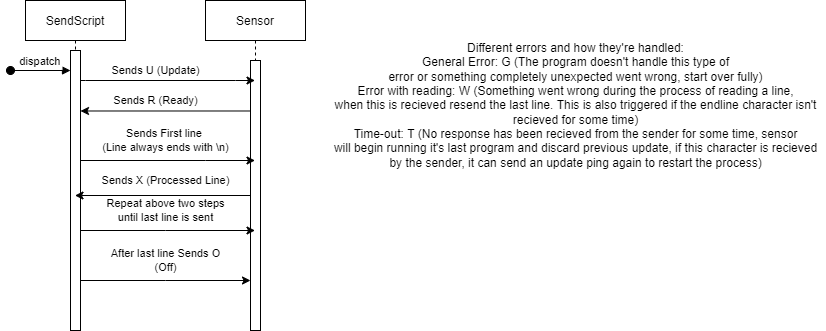 SendScript
Sensor
dispatch
Sends U (Update)
Sends R (Ready)
Sends First line
(Line always ends with \n)
Sends X (Processed Line)
Repeat above two steps
until last line is sent
After last line Sends O
(Off)
Different errors and how they're handled:
General Error: G (The program doesn't handle this type of
error or something completely unexpected went wrong, start over fully)
Error with reading: W (Something went wrong during the process of reading a line,
when this is recieved resend the last line. This is also triggered if the endline character isn't
recieved for some time)
Time-out: T (No response has been recieved from the sender for some time, sensor
will begin running it's last program and discard previous update, if this character is recieved
by the sender, it can send an update ping again to restart the process)